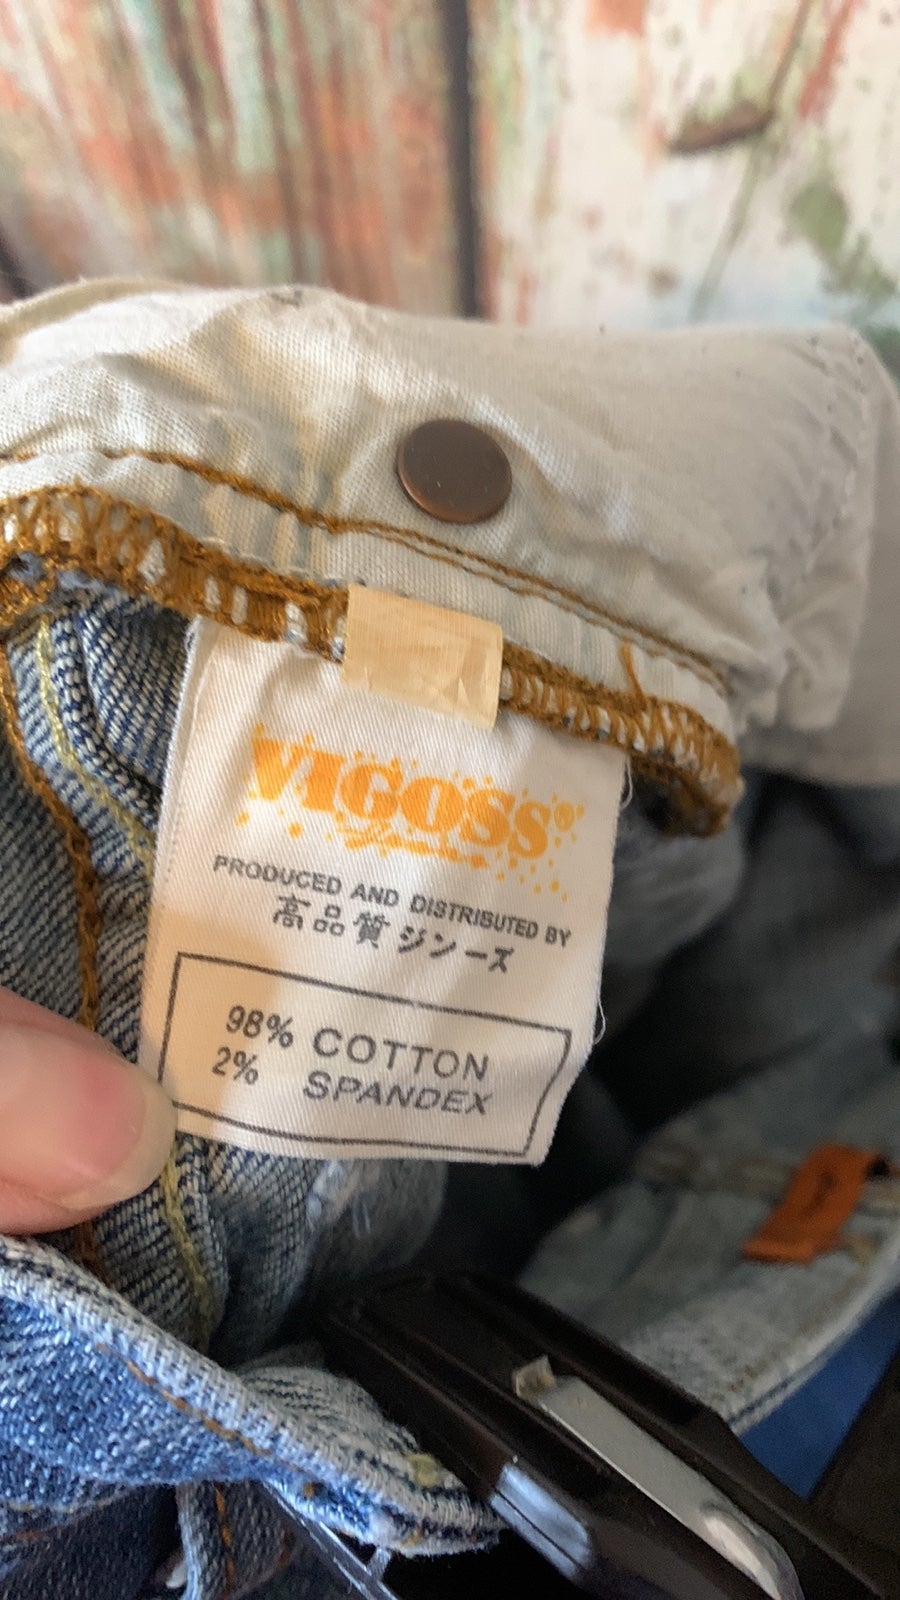 VIGOSS®
PRODUCED AND DISTRIBUTED BY
高品質ジーンズ
98% COTTON
2% SPANDEX